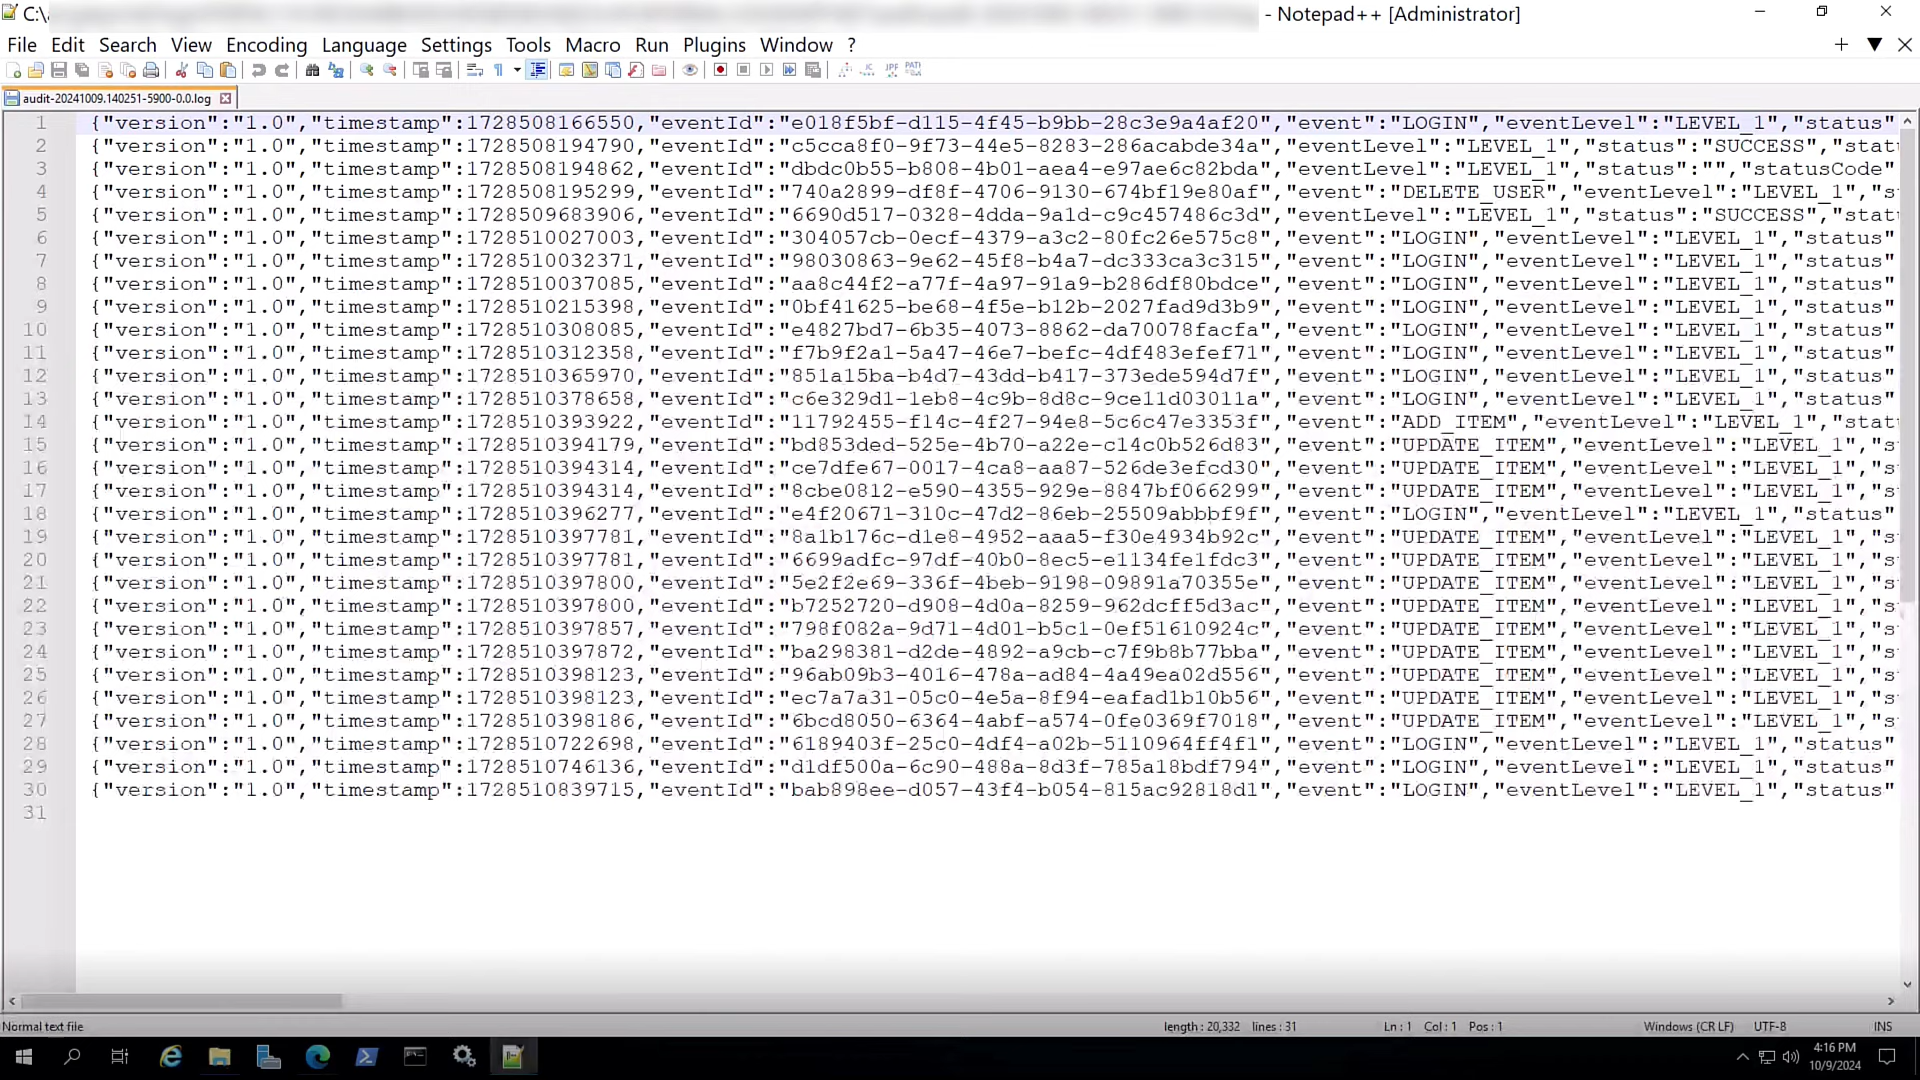 C:\ - Notepad++ [Administrator]
File Edit Search View Encoding Language Settings Tools Macro Run Plugins Window ?
audit-20241009.140251-5900-0.0.log
1 {"version":"1.0","timestamp":1728508166550,"eventId":"e018f5bf-d115-4f45-b9bb-28c3e9a4af20","event":"LOGIN","eventLevel":"LEVEL_1","status"
2 {"version":"1.0","timestamp":1728508194790,"eventId":"c5cca8f0-9f73-44e5-8283-286acabde34a","eventLevel":"LEVEL_1","status":"SUCCESS","stat
3 {"version":"1.0","timestamp":1728508194862,"eventId":"dbdc0b55-b808-4b01-aea4-e97ae6c82bda","eventLevel":"LEVEL_1","status":"","statusCode"
4 {"version":"1.0","timestamp":1728508195299,"eventId":"740a2899-df8f-4706-9130-674bf19e80af","event":"DELETE_USER","eventLevel":"LEVEL_1","s
5 {"version":"1.0","timestamp":1728509683906,"eventId":"6690d517-0328-4dda-9a1d-c9c457486c3d","eventLevel":"LEVEL_1","status":"SUCCESS","stat
6 {"version":"1.0","timestamp":1728510027003,"eventId":"304057cb-0ecf-4379-a3c2-80fc26e575c8","event":"LOGIN","eventLevel":"LEVEL_1","status"
7 {"version":"1.0","timestamp":1728510032371,"eventId":"98030863-9e62-45f8-b4a7-dc333ca3c315","event":"LOGIN","eventLevel":"LEVEL_1","status"
8 {"version":"1.0","timestamp":1728510037085,"eventId":"aa8c44f2-a77f-4a97-91a9-b286df80bdce","event":"LOGIN","eventLevel":"LEVEL_1","status"
9 {"version":"1.0","timestamp":1728510215398,"eventId":"0bf41625-be68-4f5e-b12b-2027fad9d3b9","event":"LOGIN","eventLevel":"LEVEL_1","status"
10 {"version":"1.0","timestamp":1728510308085,"eventId":"e4827bd7-6b35-4073-8862-da70078facfa","event":"LOGIN","eventLevel":"LEVEL_1","status"
11 {"version":"1.0","timestamp":1728510312358,"eventId":"f7b9f2a1-5a47-46e7-befc-4df483efef71","event":"LOGIN","eventLevel":"LEVEL_1","status"
12 {"version":"1.0","timestamp":1728510365970,"eventId":"851a15ba-b4d7-43dd-b417-373ede594d7f","event":"LOGIN","eventLevel":"LEVEL_1","status"
13 {"version":"1.0","timestamp":1728510378658,"eventId":"c6e329d1-1eb8-4c9b-8d8c-9ce11d03011a","event":"LOGIN","eventLevel":"LEVEL_1","status"
14 {"version":"1.0","timestamp":1728510393922,"eventId":"11792455-f14c-4f27-94e8-5c6c47e3353f","event":"ADD_ITEM","eventLevel":"LEVEL_1","stat
15 {"version":"1.0","timestamp":1728510394179,"eventId":"bd853ded-525e-4b70-a22e-c14c0b526d83","event":"UPDATE_ITEM","eventLevel":"LEVEL_1","s
16 {"version":"1.0","timestamp":1728510394314,"eventId":"ce7dfe67-0017-4ca8-aa87-526de3efcd30","event":"UPDATE_ITEM","eventLevel":"LEVEL_1","s
17 {"version":"1.0","timestamp":1728510394314,"eventId":"8cbe0812-e590-4355-929e-8847bf066299","event":"UPDATE_ITEM","eventLevel":"LEVEL_1","s
18 {"version":"1.0","timestamp":1728510396277,"eventId":"e4f20671-310c-47d2-86eb-25509abbbf9f","event":"LOGIN","eventLevel":"LEVEL_1","status"
19 {"version":"1.0","timestamp":1728510397781,"eventId":"8a1b176c-d1e8-4952-aaa5-f30e4934b92c","event":"UPDATE_ITEM","eventLevel":"LEVEL_1","s
20 {"version":"1.0","timestamp":1728510397781,"eventId":"6699adfc-97df-40b0-8ec5-e1134fe1fdc3","event":"UPDATE_ITEM","eventLevel":"LEVEL_1","s
21 {"version":"1.0","timestamp":1728510397800,"eventId":"5e2f2e69-336f-4beb-9198-09891a70355e","event":"UPDATE_ITEM","eventLevel":"LEVEL_1","s
22 {"version":"1.0","timestamp":1728510397800,"eventId":"b7252720-d908-4d0a-8259-962dcff5d3ac","event":"UPDATE_ITEM","eventLevel":"LEVEL_1","s
23 {"version":"1.0","timestamp":1728510397857,"eventId":"798f082a-9d71-4d01-b5c1-0ef51610924c","event":"UPDATE_ITEM","eventLevel":"LEVEL_1","s
24 {"version":"1.0","timestamp":1728510397872,"eventId":"ba298381-d2de-4892-a9cb-c7f9b8b77bba","event":"UPDATE_ITEM","eventLevel":"LEVEL_1","s
25 {"version":"1.0","timestamp":1728510398123,"eventId":"96ab09b3-4016-478a-ad84-4a49ea02d556","event":"UPDATE_ITEM","eventLevel":"LEVEL_1","s
26 {"version":"1.0","timestamp":1728510398123,"eventId":"ec7a7a31-05c0-4e5a-8f94-eafad1b10b56","event":"UPDATE_ITEM","eventLevel":"LEVEL_1","s
27 {"version":"1.0","timestamp":1728510398186,"eventId":"6bcd8050-6364-4abf-a574-0fe0369f7018","event":"UPDATE_ITEM","eventLevel":"LEVEL_1","s
28 {"version":"1.0","timestamp":1728510722698,"eventId":"6189403f-25c0-4df4-a02b-5110964ff4f1","event":"LOGIN","eventLevel":"LEVEL_1","status"
29 {"version":"1.0","timestamp":1728510746136,"eventId":"d1df500a-6c90-488a-8d3f-785a18bdf794","event":"LOGIN","eventLevel":"LEVEL_1","status"
30 {"version":"1.0","timestamp":1728510839715,"eventId":"bab898ee-d057-43f4-b054-815ac92818d1","event":"LOGIN","eventLevel":"LEVEL_1","status"
31
Normal text file length : 20,332 lines : 31 Ln : 1 Col : 1 Pos : 1 Windows (CR LF) UTF-8 INS
4:16 PM
10/9/2024